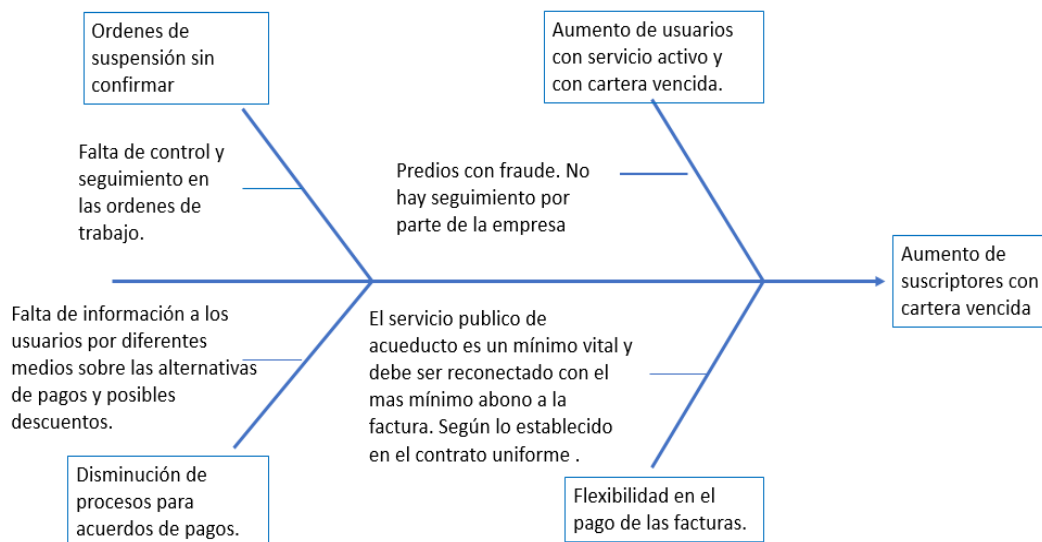 Ordenes de
suspensión sin
confirmar
Aumento de usuarios
con servicio activo y
con cartera vencida.
Falta de control y
seguimiento en
las ordenes de
trabajo.
Predios con fraude. No
hay seguimiento por
parte de la empresa
Aumento de
suscriptores con
cartera vencida
Falta de información a los
usuarios por diferentes
medios sobre las alternativas
de pagos y posibles
descuentos.
El servicio publico de
acueducto es un mínimo vital y
debe ser reconectado con el
mas mínimo abono a la
factura. Según lo establecido
en el contrato uniforme .
Disminución de
procesos para
acuerdos de pagos.
Flexibilidad en el
pago de las facturas.